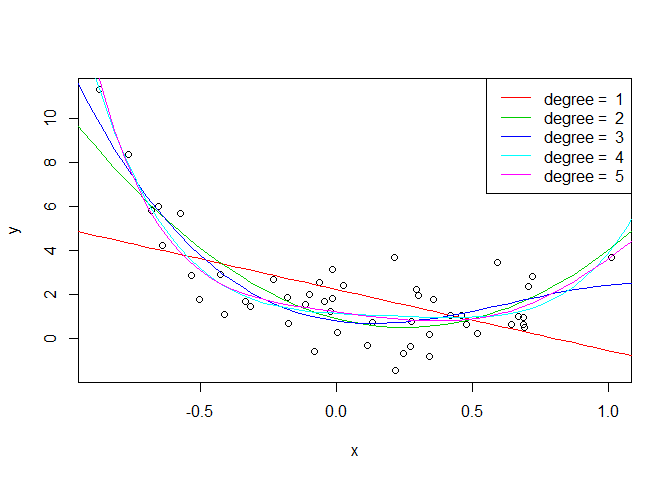 degree = 1
degree = 2
degree = 3
degree = 4
degree = 5
y
0
2
4
6
8
10
-0.5
0.0
0.5
1.0
x